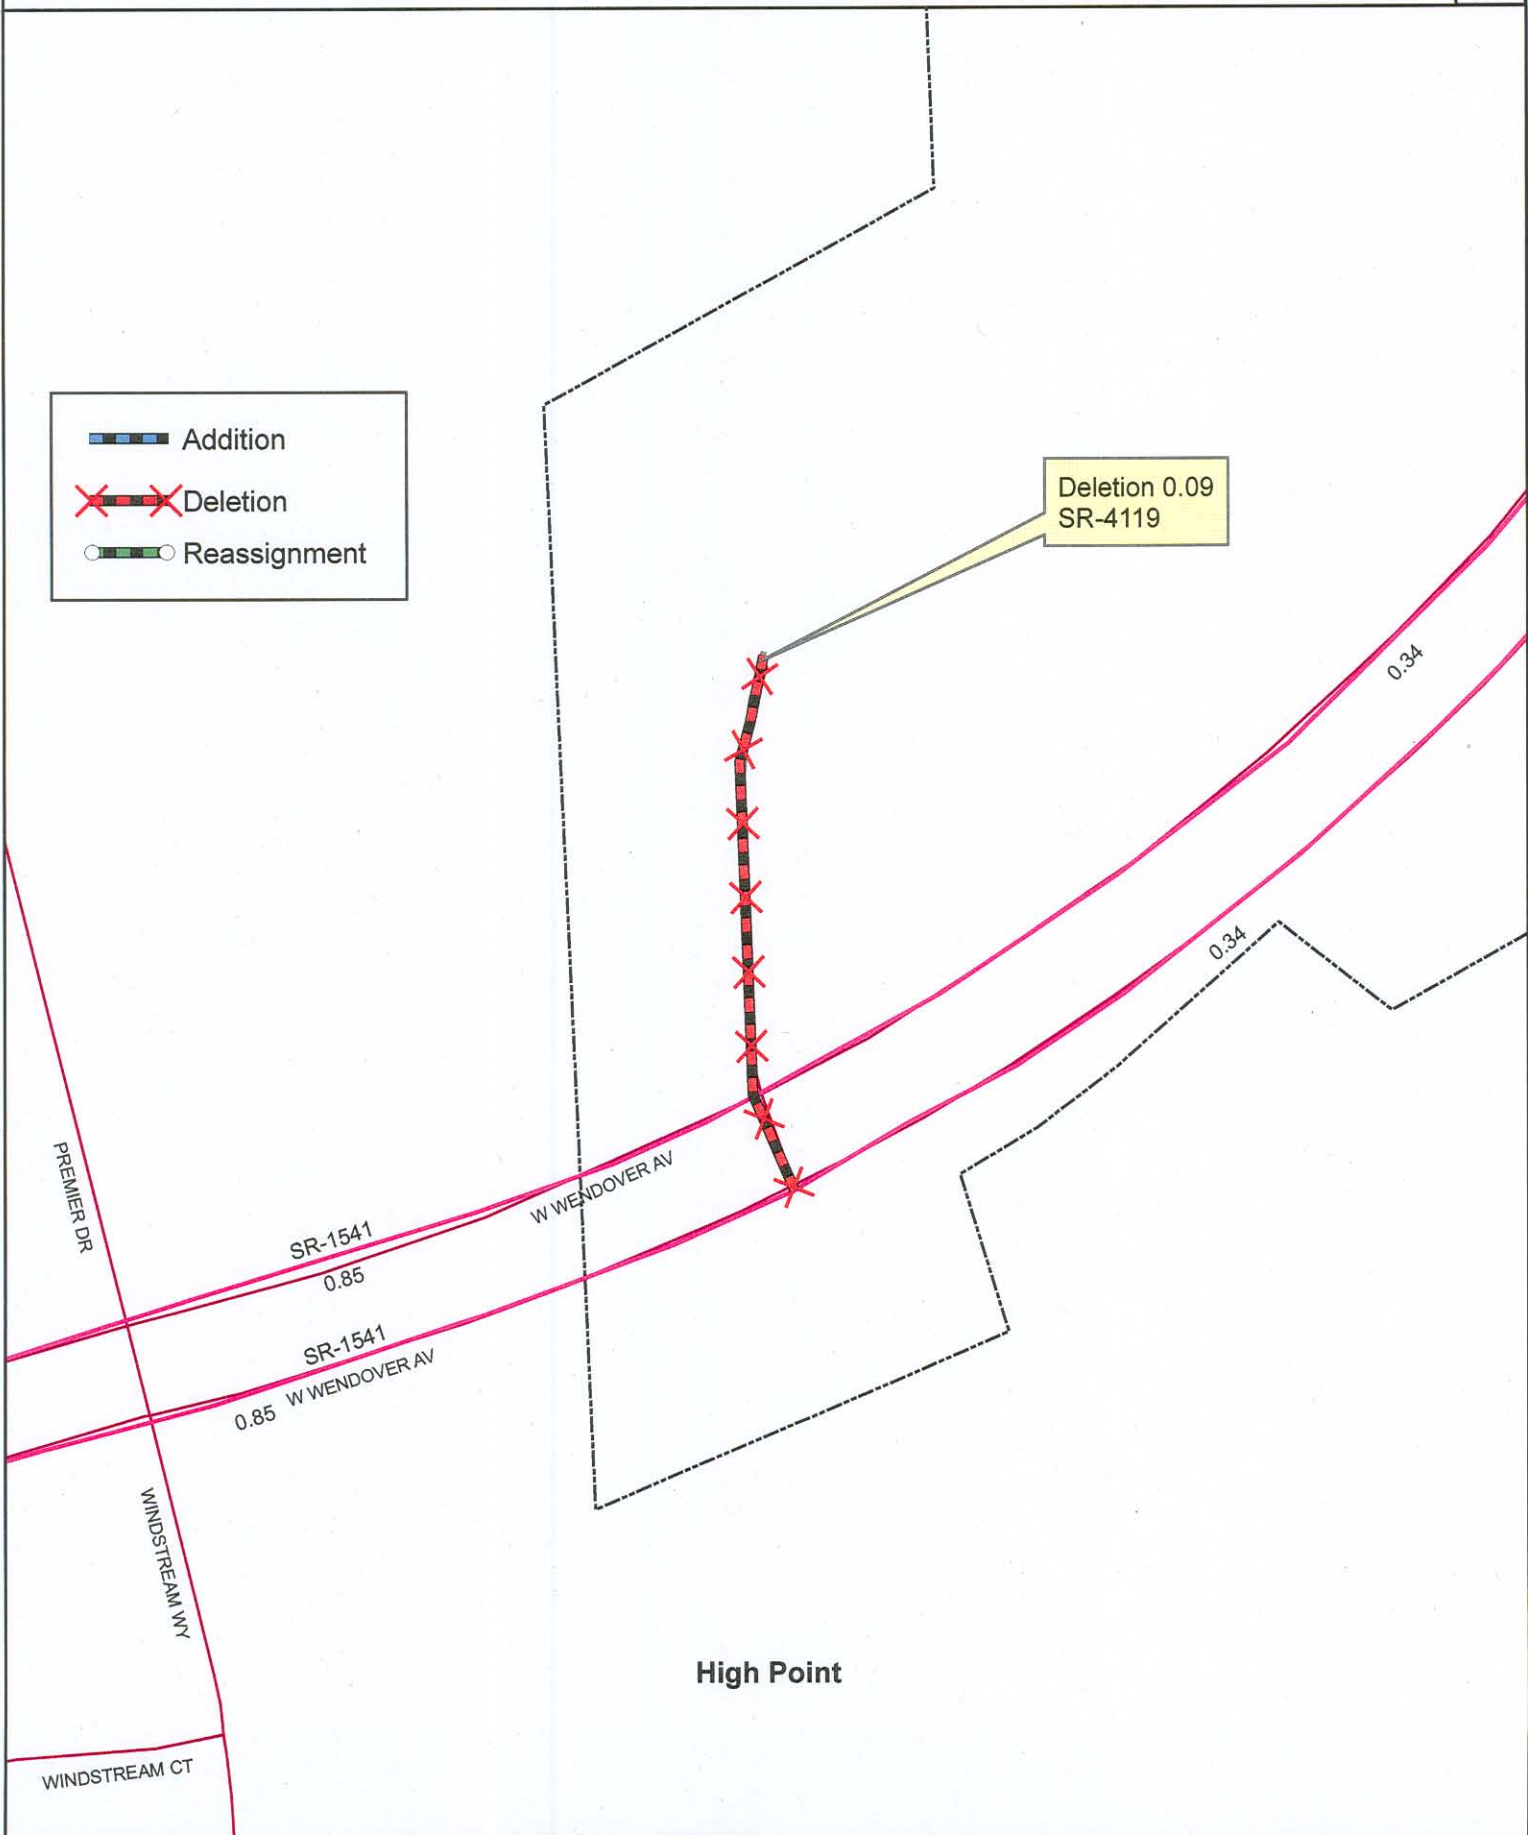 Addition
Deletion
Reassignment
Deletion 0.09
SR-4119
0.34
0.34
PREMIER DR
W WENDOVER AV
SR-1541
0.85
SR-1541
W WENDOVER AV
0.85
WINDSTREAM WY
High Point
WINDSTREAM CT